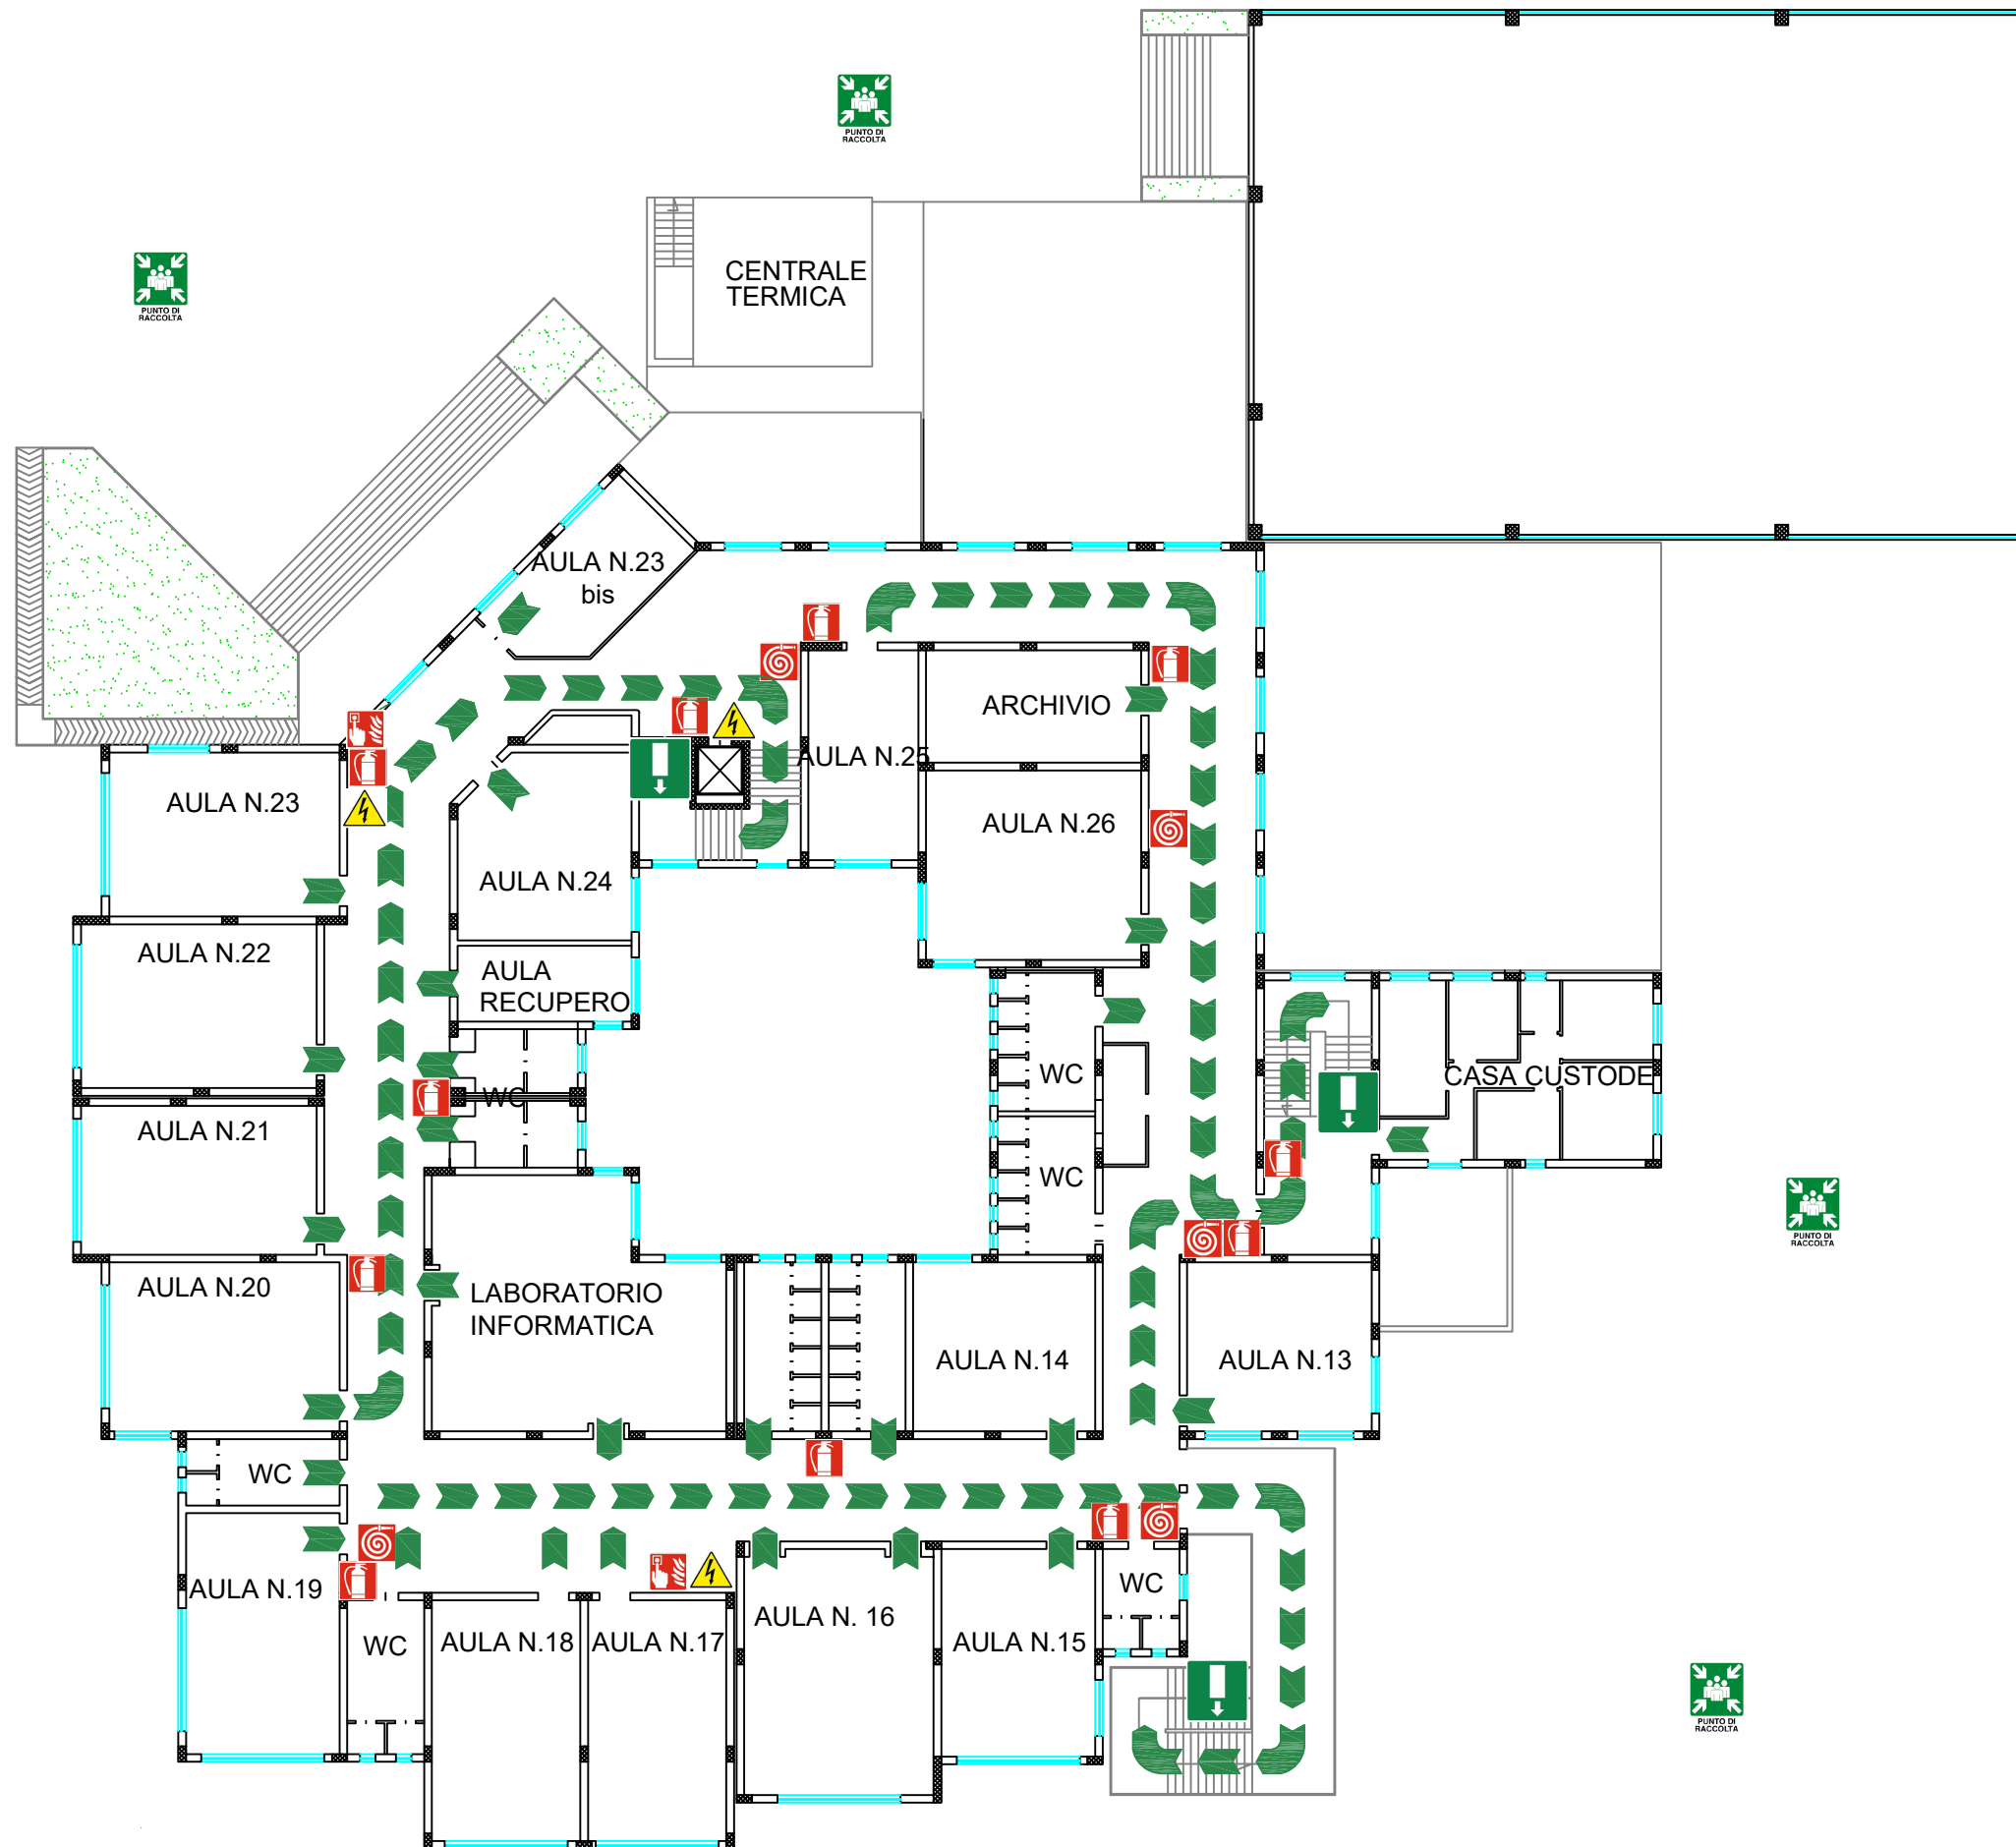 PUNTO DI
RACCOLTA
PUNTO DI
RACCOLTA
CENTRALE
TERMICA
AULA N.23
bis
ARCHIVIO
AULA N.25
AULA N.23
AULA N.26
AULA N.24
AULA N.22
AULA
RECUPERO
WC
CASA CUSTODE
WC
AULA N.21
WC
PUNTO DI
RACCOLTA
AULA N.20
LABORATORIO
INFORMATICA
AULA N.14
AULA N.13
WC
AULA N.19
WC
AULA N.18
AULA N.17
AULA N. 16
AULA N.15
WC
PUNTO DI
RACCOLTA